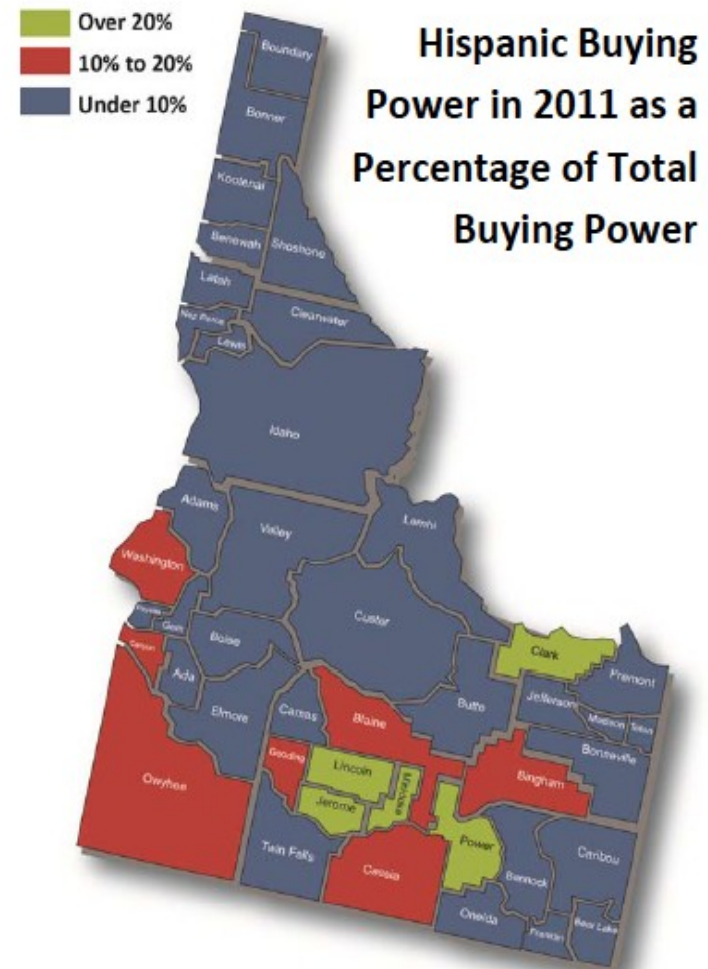 Over 20%
10% to 20%
Under 10%
Hispanic Buying
Power in 2011 as a
Percentage of Total
Buying Power
Boundary
Bonner
Kootenai
Benewah
Shoshone
Latah
Clearwater
Nez Perce
Lewis
Idaho
Adams
Valley
Lemhi
Washington
Custer
Payette
Gem
Boise
Canyon
Ada
Clark
Fremont
Jefferson
Madison
Teton
Butte
Elmore
Camas
Blaine
Bonneville
Gooding
Lincoln
Minidoka
Bingham
Owyhee
Jerome
Power
Twin Falls
Cassia
Bannock
Caribou
Oneida
Franklin
Bear Lake